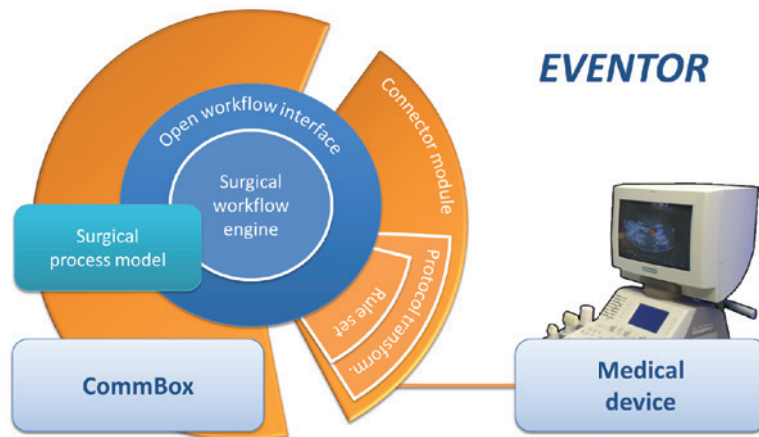 EVENTOR
Open workflow interface
Connector module
Surgical
workflow
engine
Surgical
process model
Protocol transform.
Rule set
CommBox
Medical
device